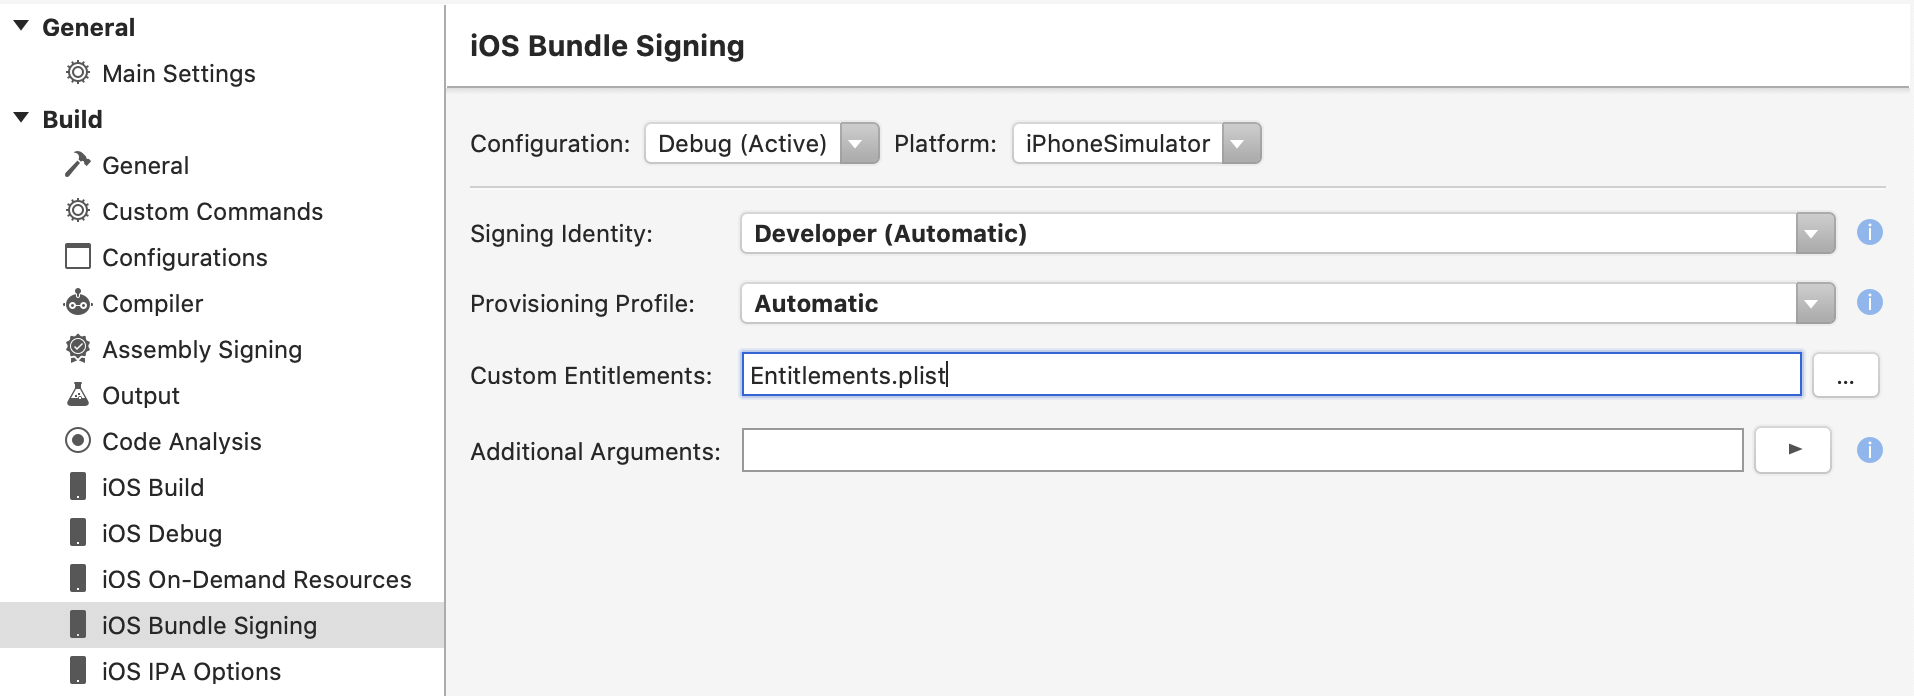 General
Main Settings
Build
General
Custom Commands
Configurations
Compiler
Assembly Signing
Output
Code Analysis
iOS Build
iOS Debug
iOS On-Demand Resources
iOS Bundle Signing
iOS IPA Options
iOS Bundle Signing
Configuration: Debug (Active) Platform: iPhoneSimulator
Signing Identity: Developer (Automatic)
Provisioning Profile: Automatic
Custom Entitlements: Entitlements.plist ...
Additional Arguments: